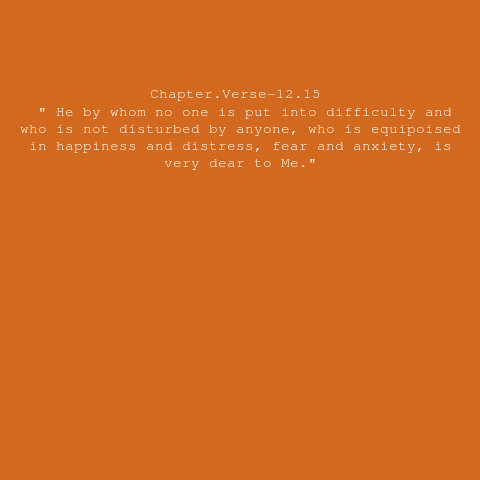 Chapter.Verse-12.15
" He by whom no one is put into difficulty and
who is not disturbed by anyone, who is equipoised
in happiness and distress, fear and anxiety, is
very dear to Me."